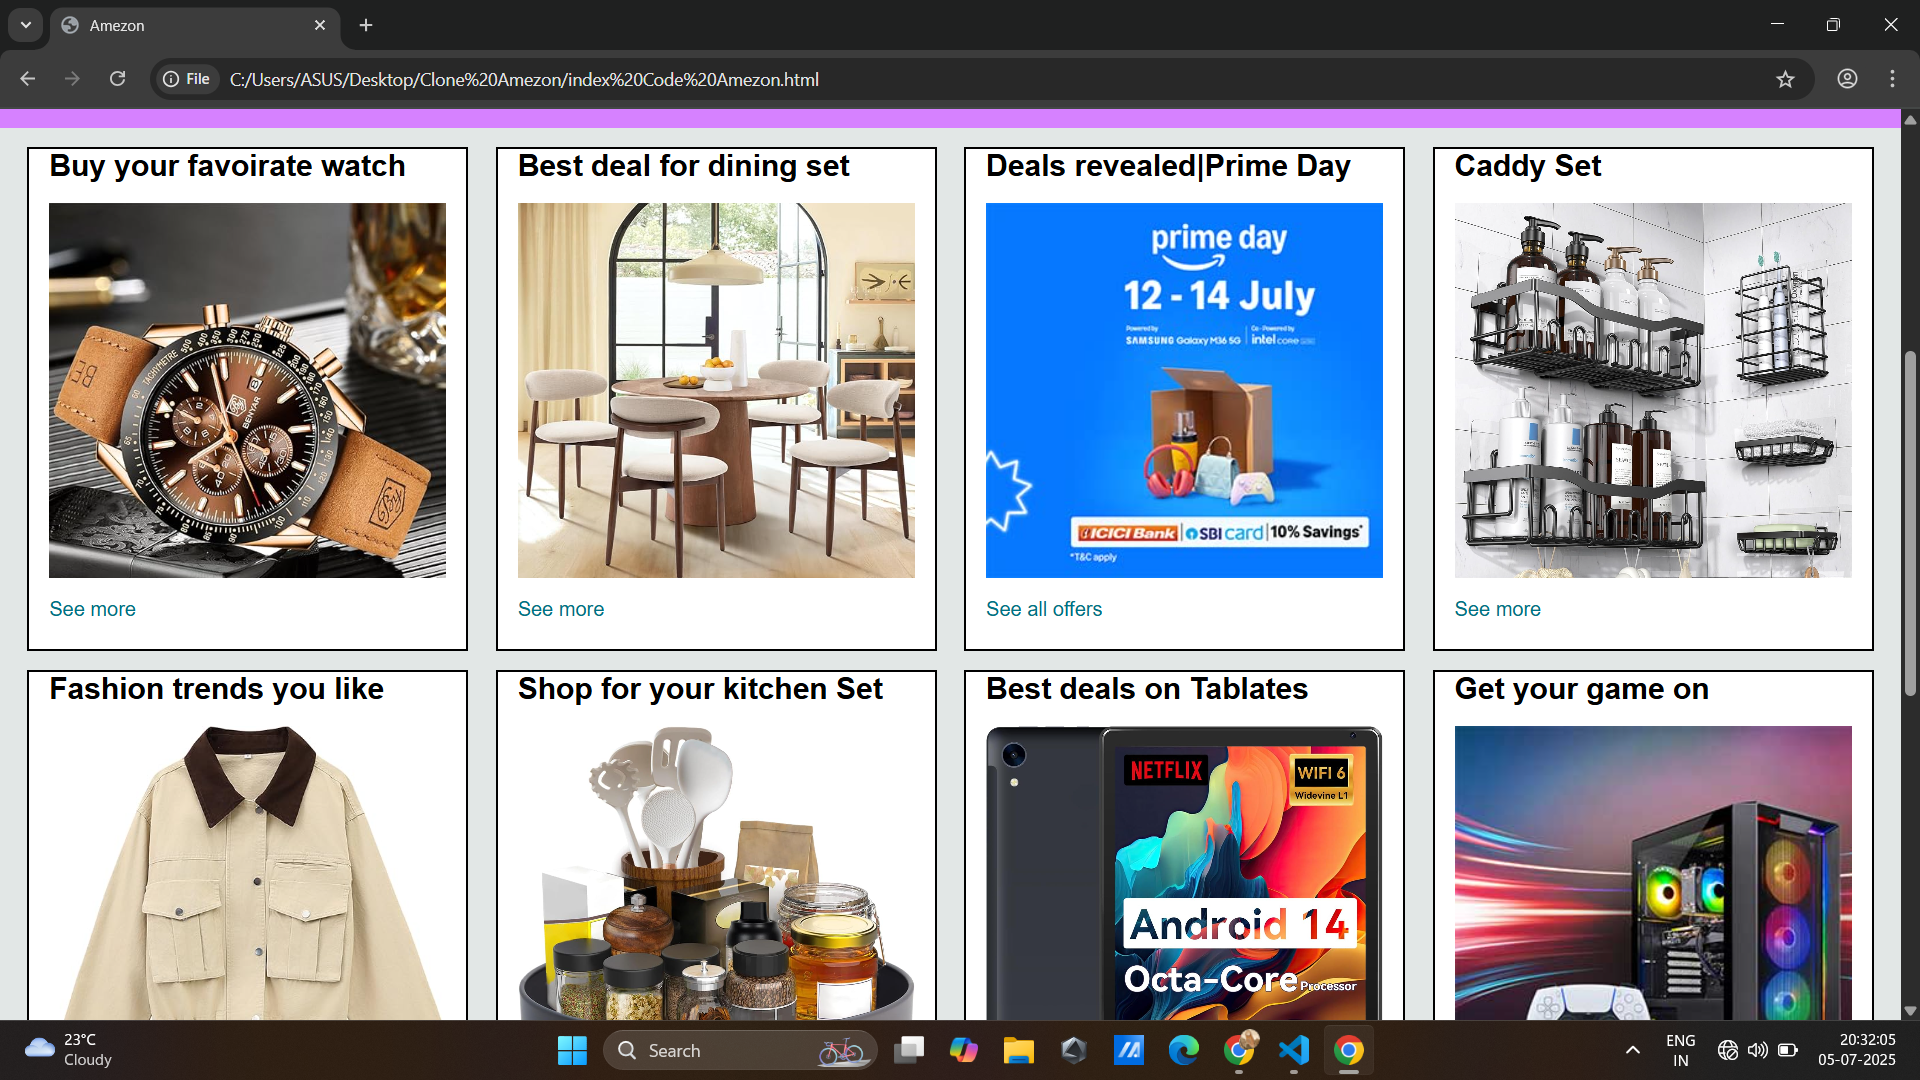 Amezon
File
C:/Users/ASUS/Desktop/Clone%20Amezon/index%20Code%20Amezon.html
Buy your favoirate watch
Best deal for dining set
Deals revealed|Prime Day
Caddy Set
TACHYMETRE
BENYAR
prime day
12 - 14 July
Powered by
SAMSUNG Galaxy M36 5G
Co-Powered by
intel core
ICICI Bank | SBI card | 10% Savings*
*T&C apply
See more
See more
See all offers
See more
Fashion trends you like
Shop for your kitchen Set
Best deals on Tablates
Get your game on
NETFLIX
WIFI 6
Widevine L1
Android 14
Octa-Core Processor
23°C
Cloudy
Search
ENG
IN
20:32:05
05-07-2025